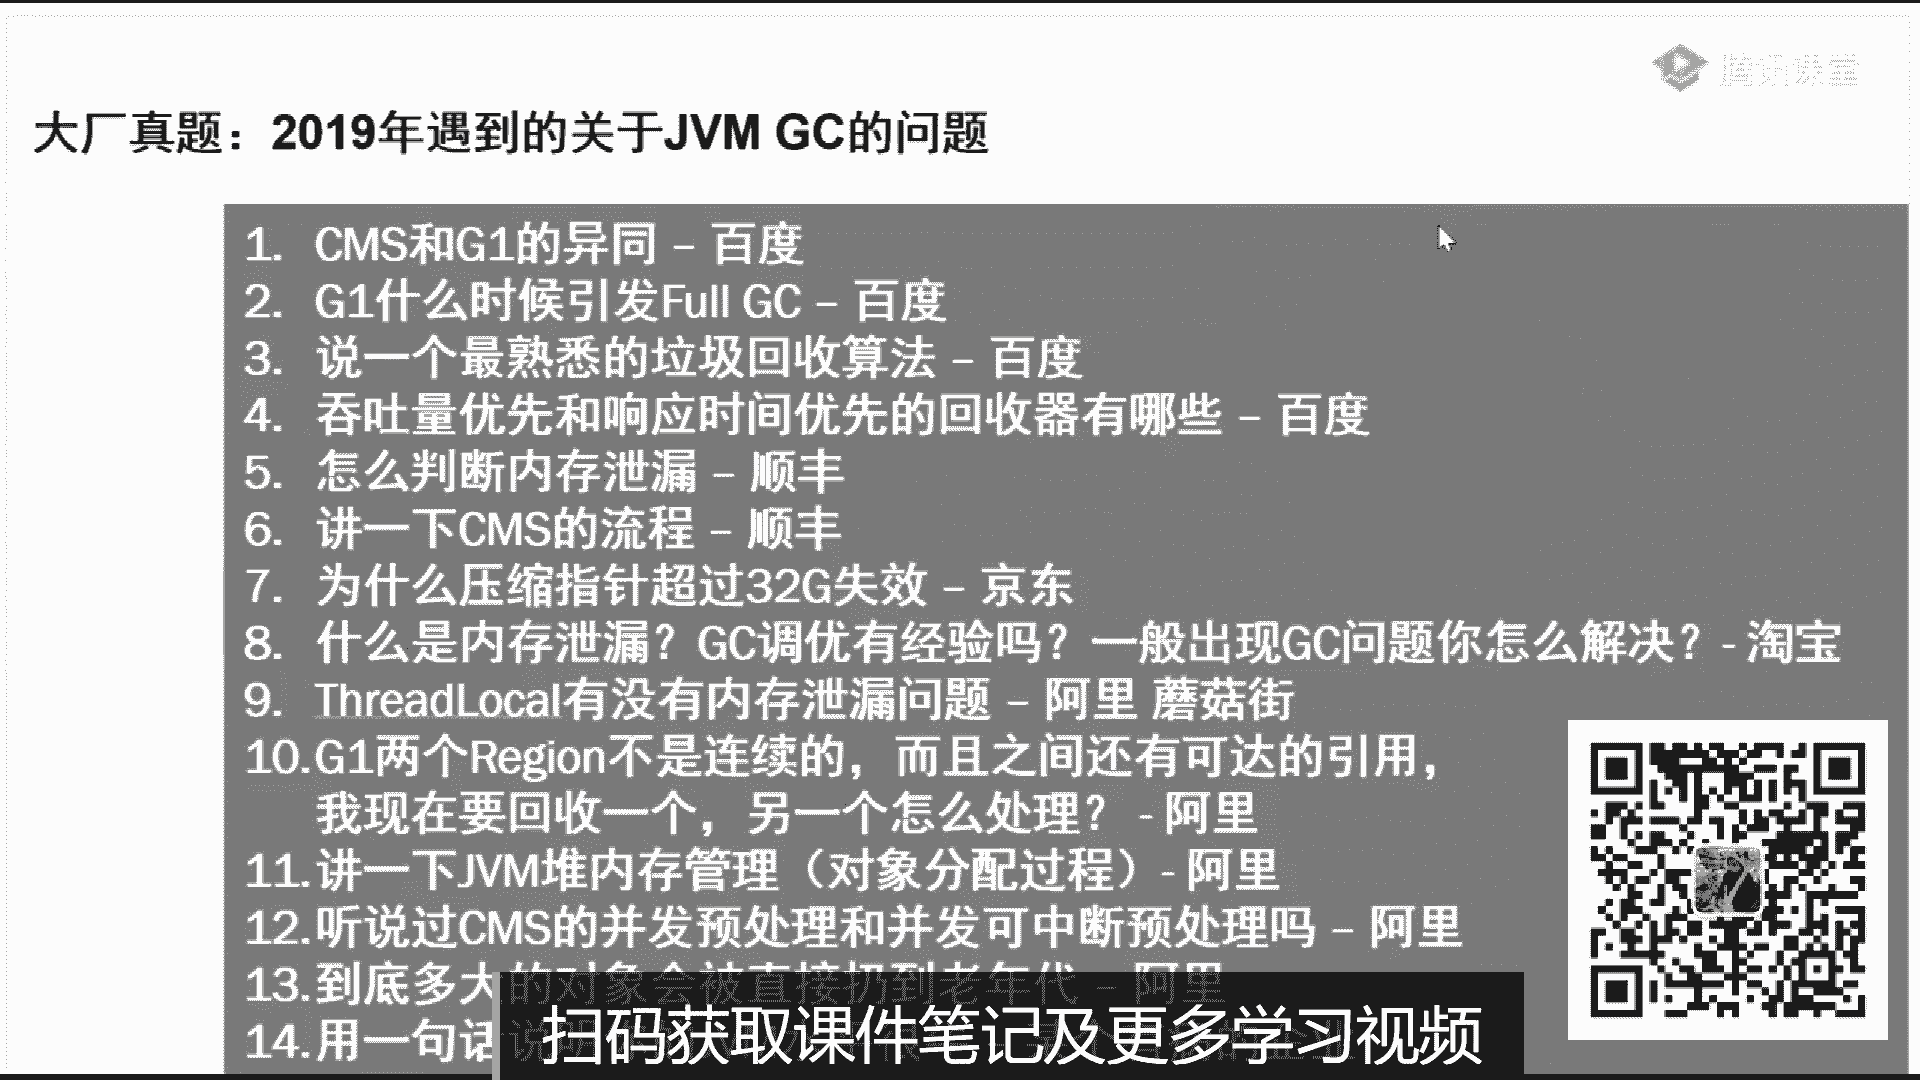 腾讯课堂
大厂真题：2019年遇到的关于JVM GC的问题
1. CMS和G1的异同 – 百度
2. G1什么时候引发Full GC – 百度
3. 说一个最熟悉的垃圾回收算法 – 百度
4. 吞吐量优先和响应时间优先的回收器有哪些 – 百度
5. 怎么判断内存泄漏 – 顺丰
6. 讲一下CMS的流程 – 顺丰
7. 为什么压缩指针超过32G失效 – 京东
8. 什么是内存泄漏？GC调优有经验吗？一般出现GC问题你怎么解决？- 淘宝
9. ThreadLocal有没有内存泄漏问题 – 阿里 蘑菇街
10.G1两个Region不是连续的，而且之间还有可达的引用，
我现在要回收一个，另一个怎么处理？ - 阿里
11.讲一下JVM堆内存管理（对象分配过程）- 阿里
12.听说过CMS的并发预处理和并发可中断预处理吗 – 阿里
13.到底多大的对象会被直接扔到老年代 – 阿里
14.用一句话说
扫码获取课件笔记及更多学习视频